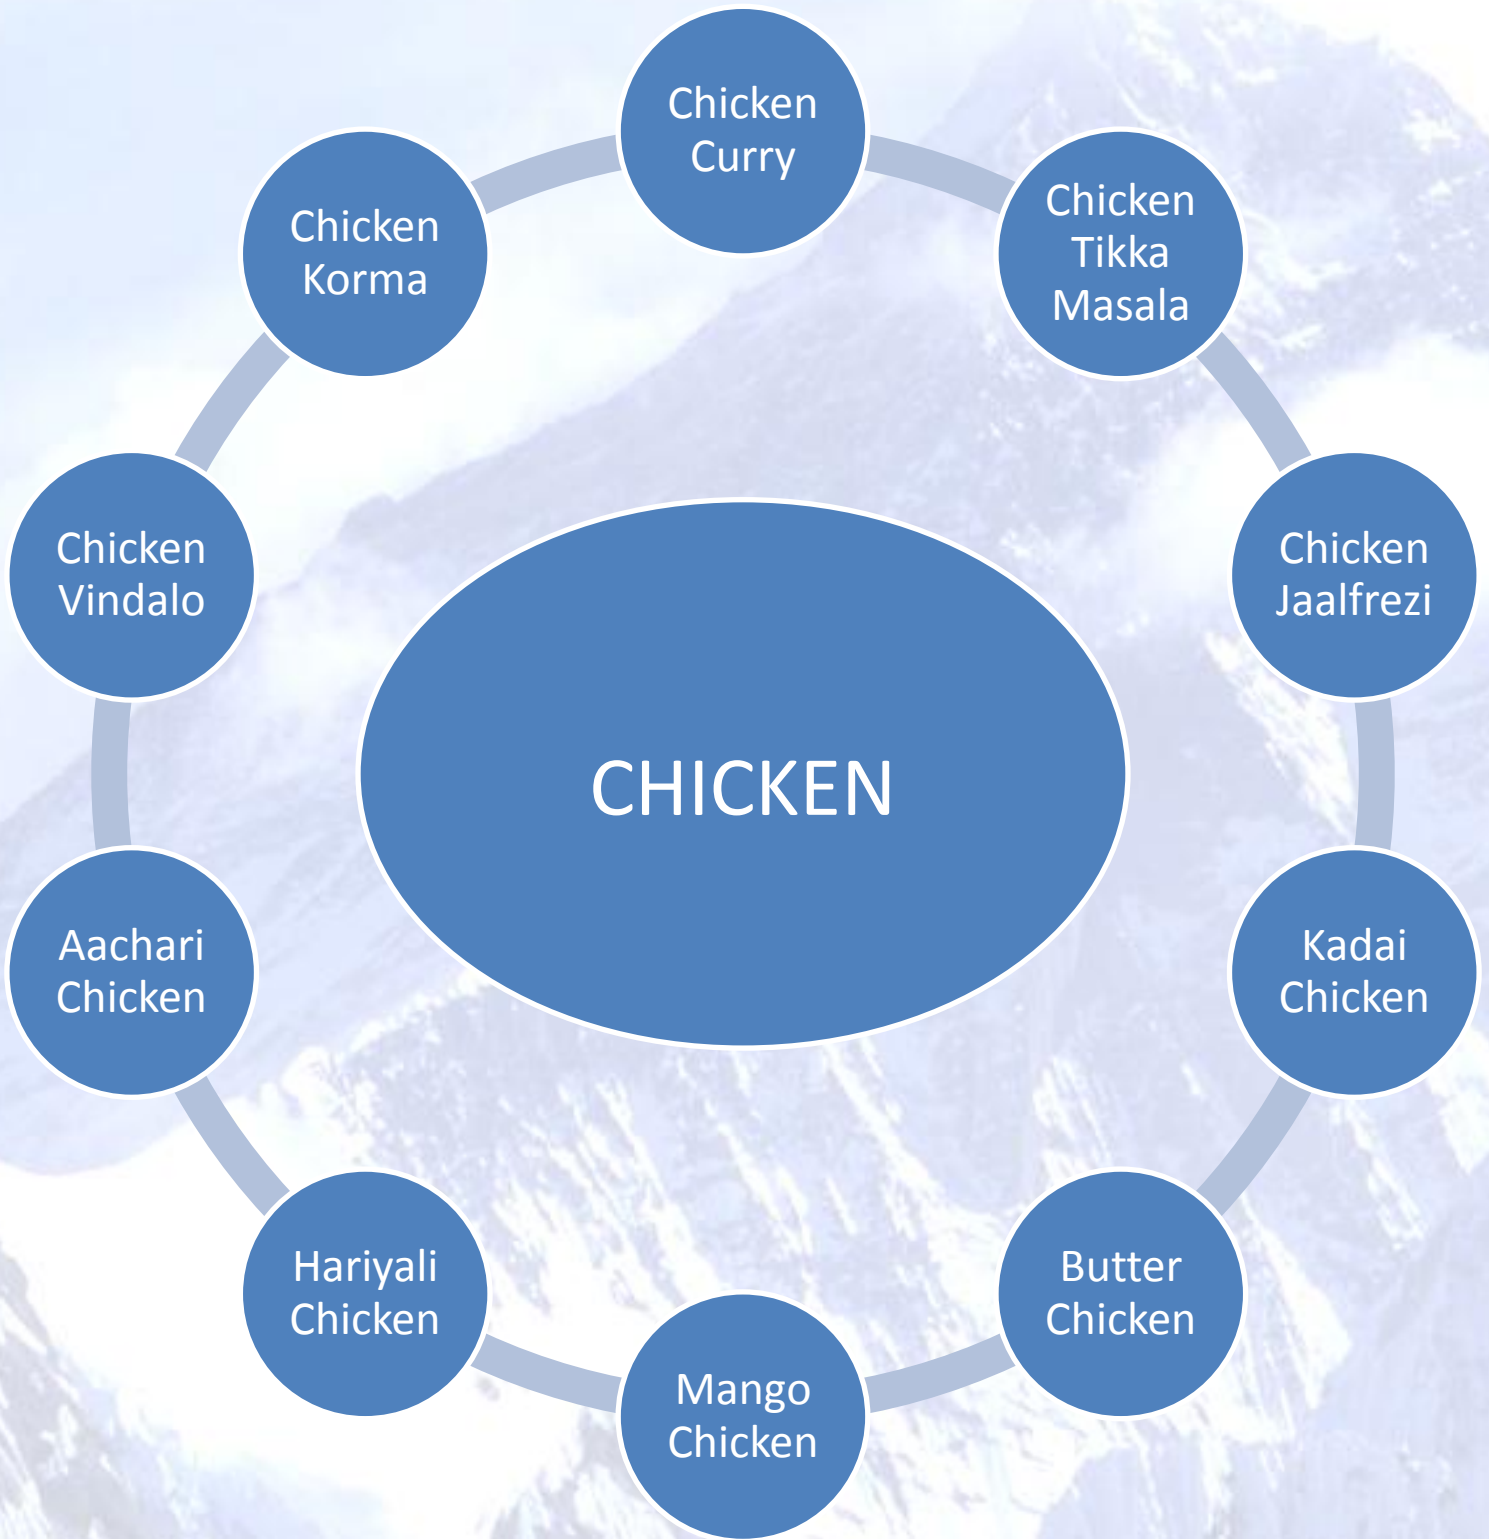 Chicken
Curry
Chicken
Tikka
Masala
Chicken
Jaalfrezi
Kadai
Chicken
Butter
Chicken
Mango
Chicken
Hariyali
Chicken
Aachari
Chicken
Chicken
Vindalo
Chicken
Korma
CHICKEN